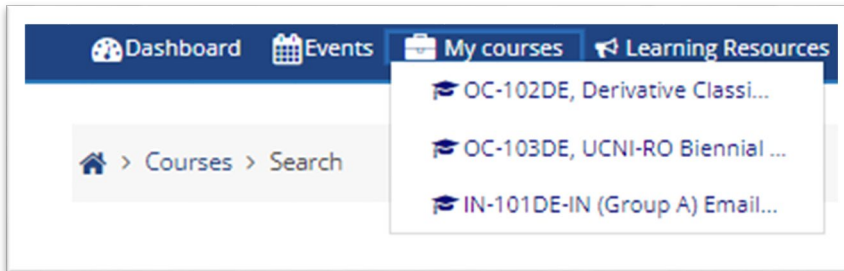 Dashboard Events My courses Learning Resources
OC-102DE, Derivative Classi...
OC-103DE, UCNI-RO Biennial ...
IN-101DE-IN (Group A) Email...
> Courses > Search